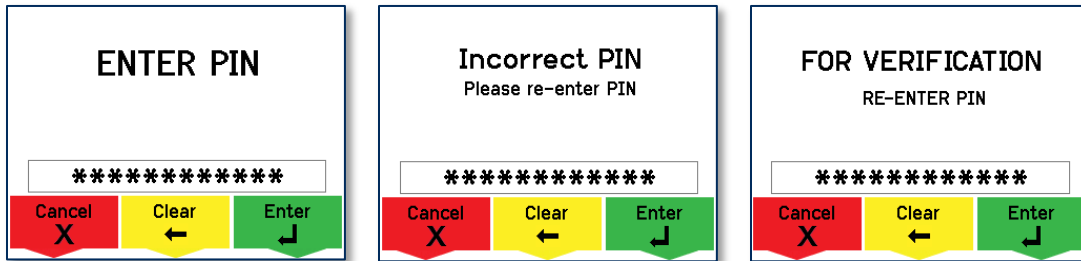 ENTER PIN
************
Cancel Clear Enter
X ← ↵
Incorrect PIN
Please re-enter PIN
************
Cancel Clear Enter
X ← ↵
FOR VERIFICATION
RE-ENTER PIN
************
Cancel Clear Enter
X ← ↵